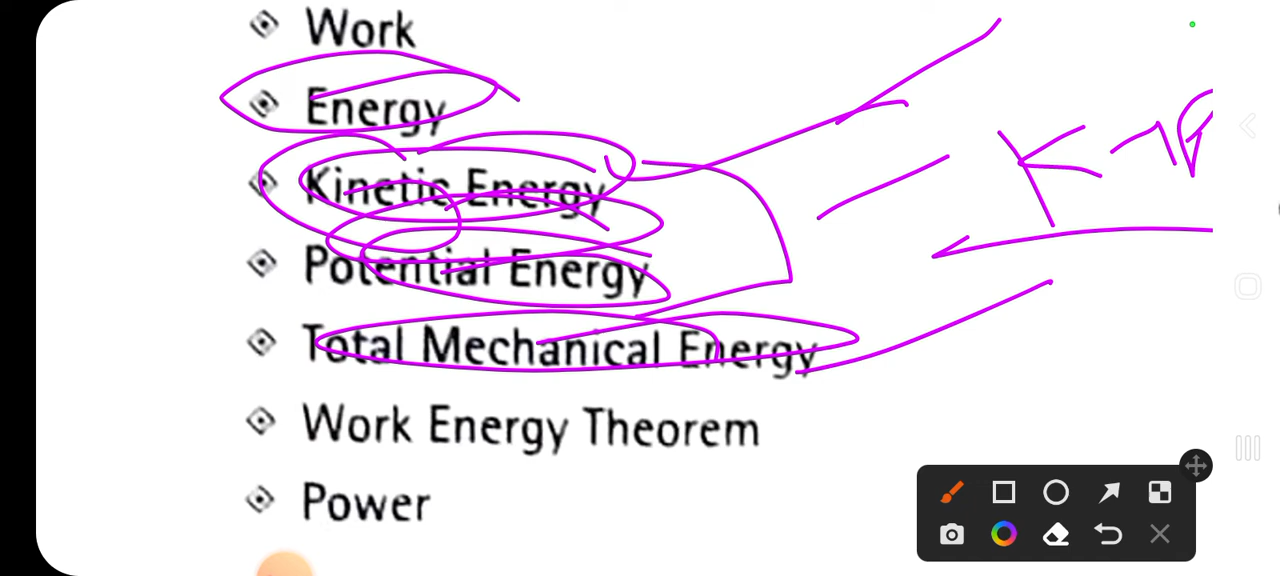 Work
Energy
Kinetic Energy
Potential Energy
Total Mechanical Energy
Work Energy Theorem
Power